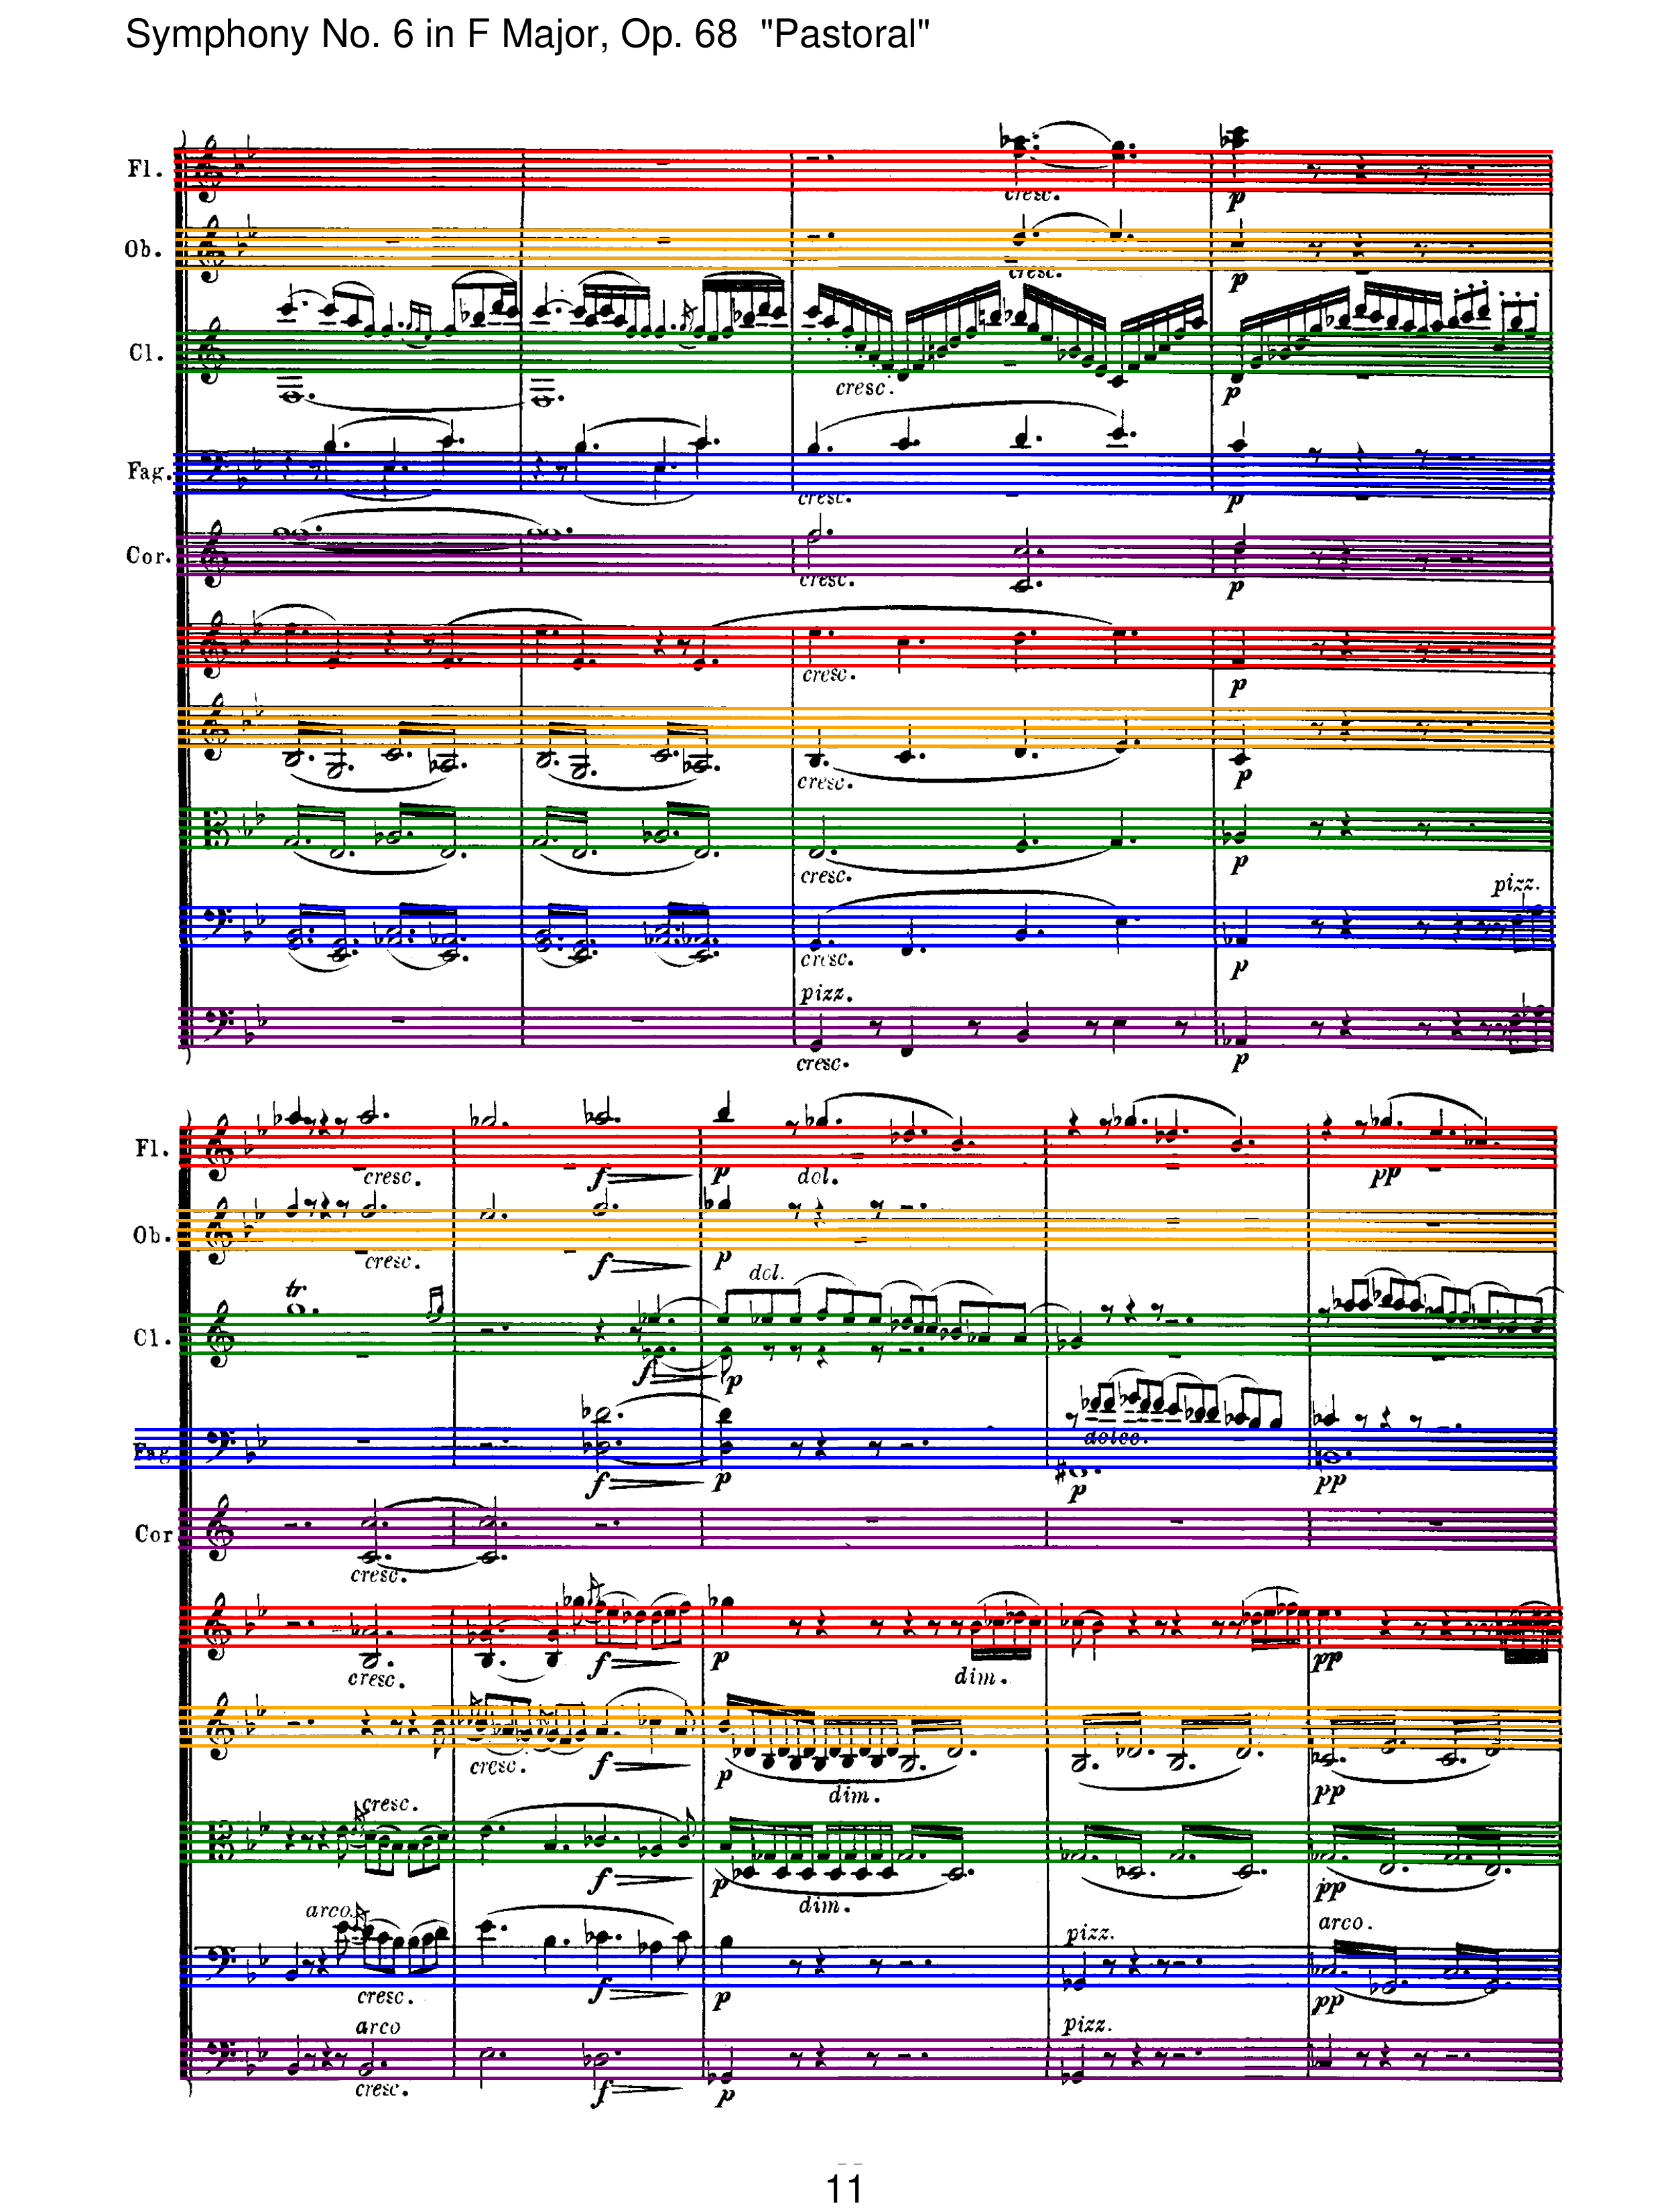 Symphony No. 6 in F Major, Op. 68 "Pastoral"
Fl.
cresc.
p
Ob.
cresc.
p
Cl.
cresc.
p
Fag.
cresc.
p
Cor.
cresc.
p
cresc.
p
cresc.
p
cresc.
p
pizz.
cresc.
p
pizz.
cresc.
p
Fl.
cresc. f p dol. pp
Ob.
cresc. f p
tr dol.
Cl.
f p
Fag
f p dolce. p pp
Cor
cresc.
cresc. f p dim. pp
cresc. f p dim. pp
cresc. f p dim. pp
arco. pizz. arco.
cresc. f p pp
arco pizz.
cresc. f p
11